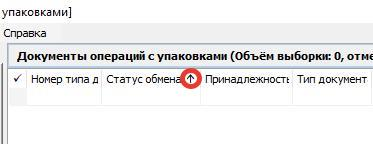 упаковками]
Справка
Документы операций с упаковками (Объём выборки: 0, отме
Номер типа д Статус обмена Принадлежность Тип документ